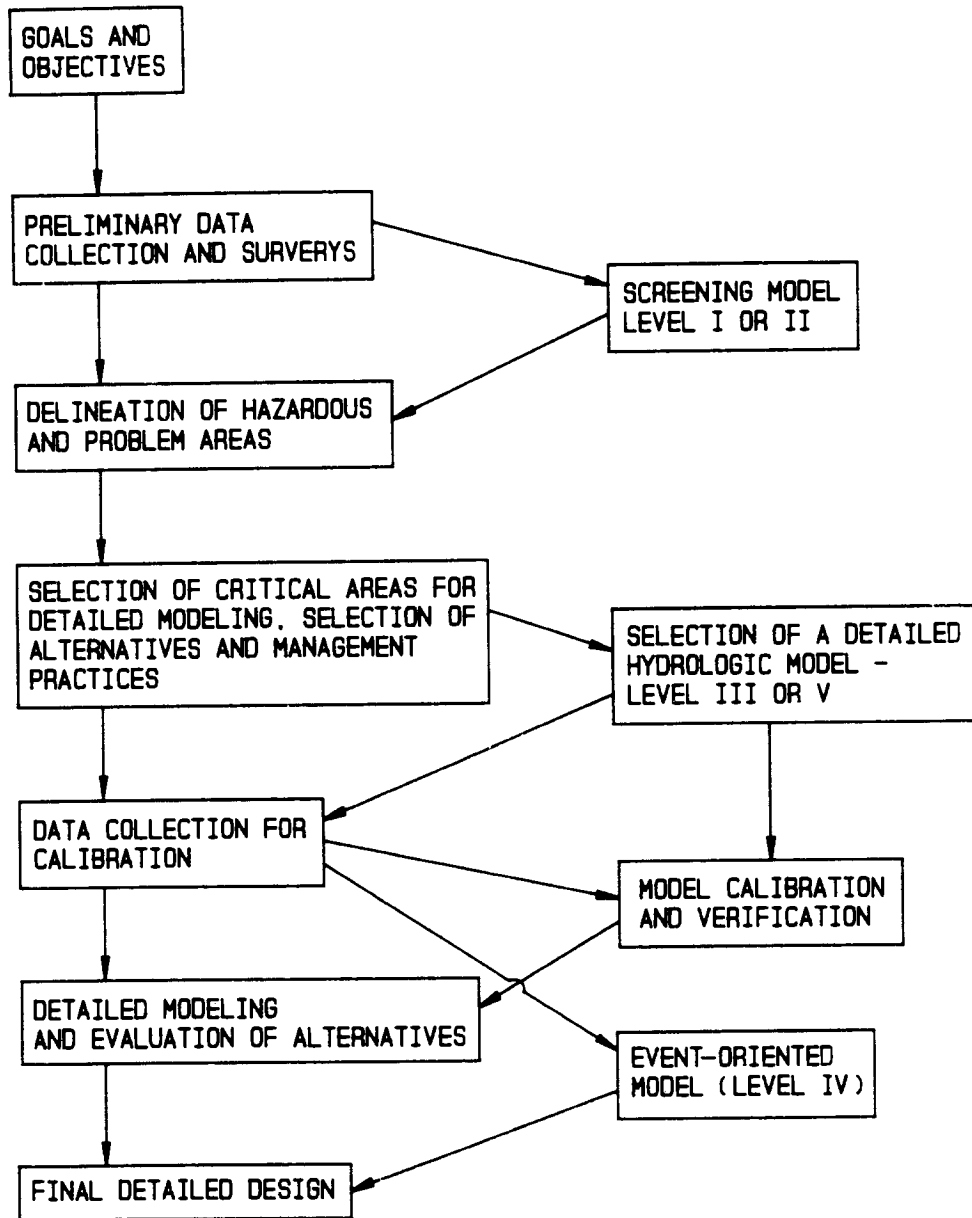 GOALS AND
OBJECTIVES
PRELIMINARY DATA
COLLECTION AND SURVERYS
SCREENING MODEL
LEVEL I OR II
DELINEATION OF HAZARDOUS
AND PROBLEM AREAS
SELECTION OF CRITICAL AREAS FOR
DETAILED MODELING. SELECTION OF
ALTERNATIVES AND MANAGEMENT
PRACTICES
SELECTION OF A DETAILED
HYDROLOGIC MODEL -
LEVEL III OR V
DATA COLLECTION FOR
CALIBRATION
MODEL CALIBRATION
AND VERIFICATION
DETAILED MODELING
AND EVALUATION OF ALTERNATIVES
EVENT-ORIENTED
MODEL (LEVEL IV)
FINAL DETAILED DESIGN